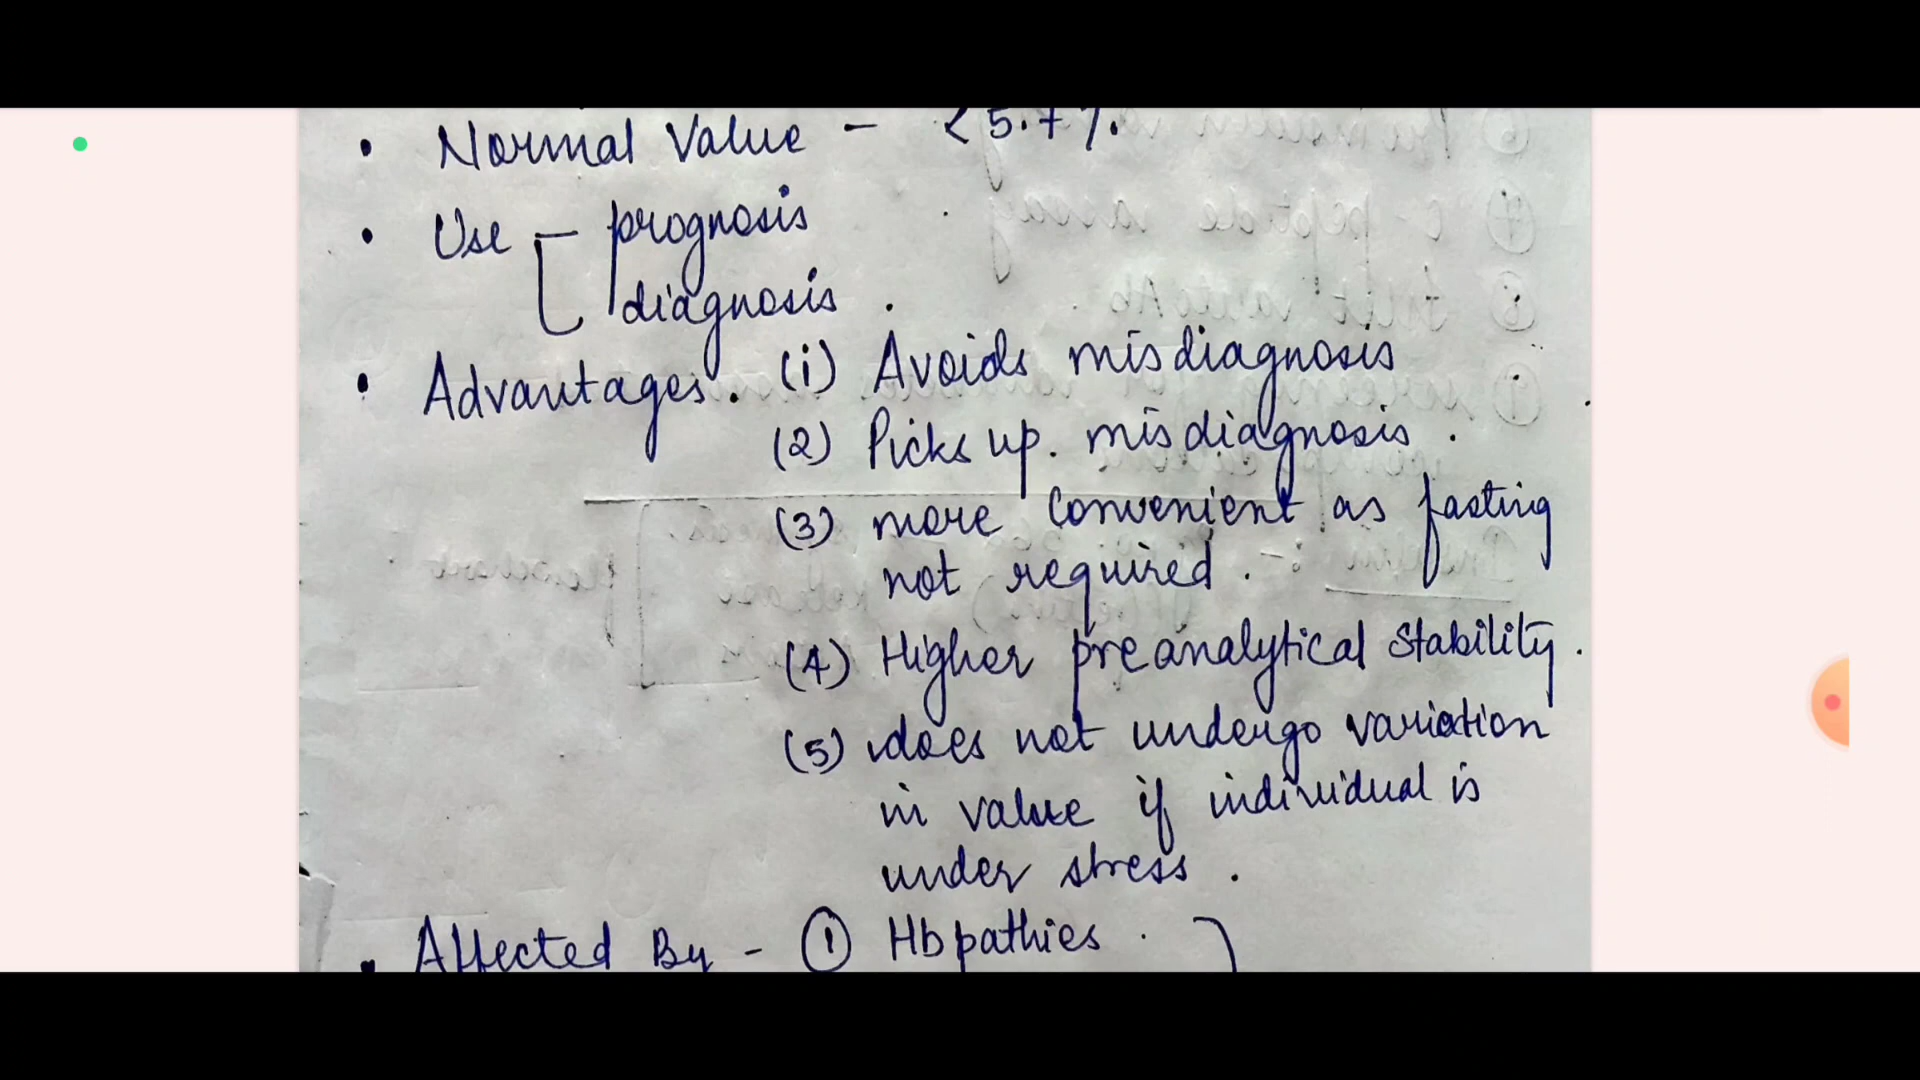 • Normal Value - <5.7%.
• Use - prognosis
diagnosis.
• Advantages. (i) Avoids misdiagnosis
(2) Picks up. misdiagnosis.
(3) more convenient as fasting
not required.
(4) Higher preanalytical stability.
(5) does not undergo variation
in value if individual is
under stress.
• Affected By - ① Hbpathies.